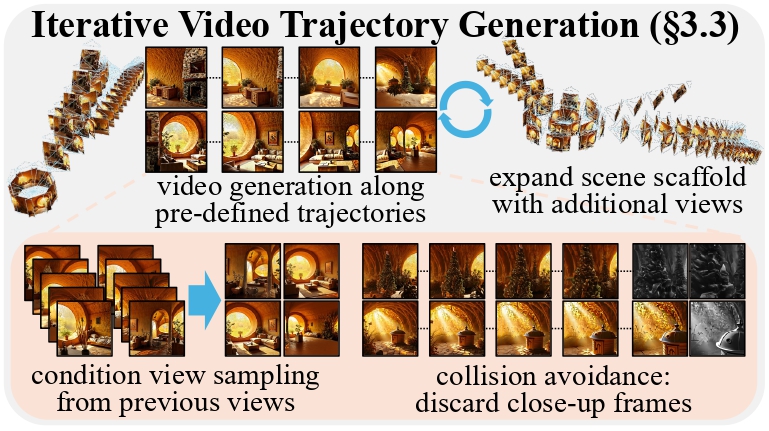 Iterative Video Trajectory Generation (§3.3)
video generation along
pre-defined trajectories
expand scene scaffold
with additional views
condition view sampling
from previous views
collision avoidance:
discard close-up frames